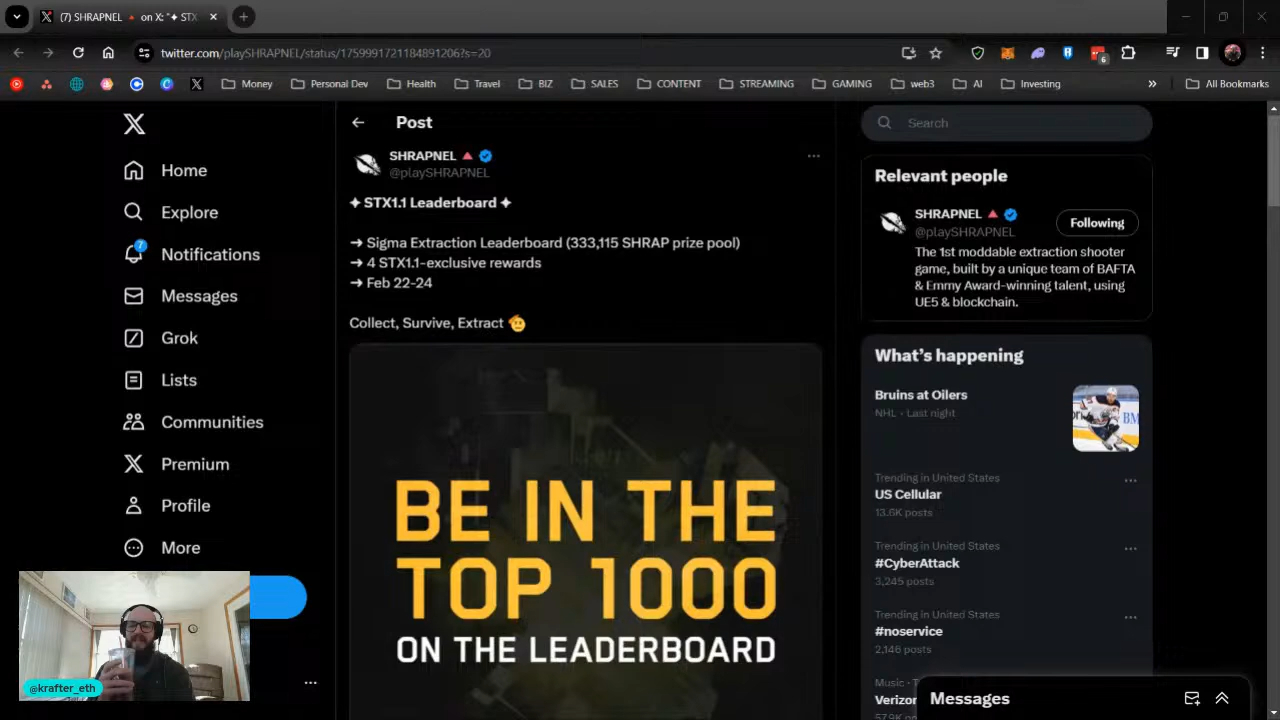 (7) SHRAPNEL 🔺 on X: "✦ STX
twitter.com/playSHRAPNEL/status/1759991721184891206?s=20
6
Money
Personal Dev
Health
Travel
BIZ
SALES
CONTENT
STREAMING
GAMING
web3
AI
Investing
All Bookmarks
Home
Explore
7
Notifications
Messages
Grok
Lists
Communities
Premium
Profile
More
@krafter_eth
Post
SHRAPNEL 🔺
@playSHRAPNEL
✦ STX1.1 Leaderboard ✦
➜ Sigma Extraction Leaderboard (333,115 SHRAP prize pool)
➜ 4 STX1.1-exclusive rewards
➜ Feb 22-24
Collect, Survive, Extract 🫡
BE IN THE
TOP 1000
ON THE LEADERBOARD
Search
Relevant people
SHRAPNEL 🔺
@playSHRAPNEL
Following
The 1st moddable extraction shooter
game, built by a unique team of BAFTA
& Emmy Award-winning talent, using
UE5 & blockchain.
What's happening
Bruins at Oilers
NHL · Last night
Trending in United States
US Cellular
13.6K posts
Trending in United States
#CyberAttack
3,245 posts
Trending in United States
#noservice
2,146 posts
Music ·
Verizon
Messages